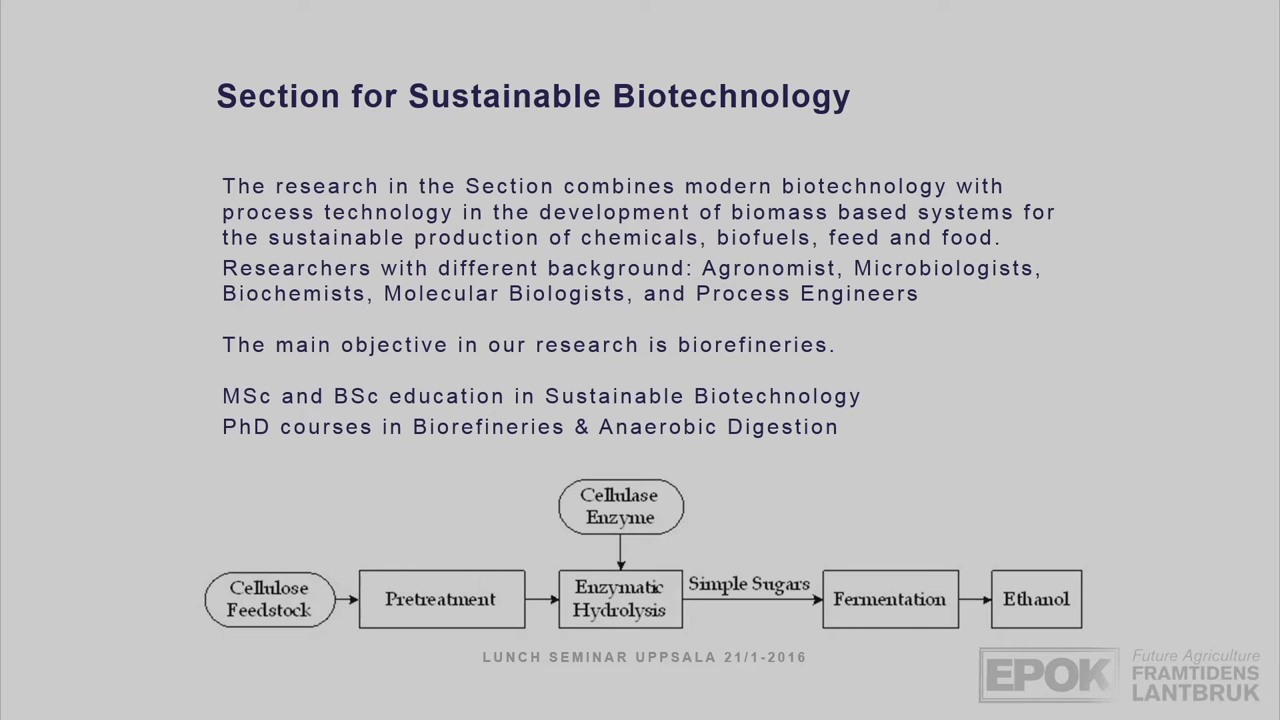 Section for Sustainable Biotechnology
The research in the Section combines modern biotechnology with
process technology in the development of biomass based systems for
the sustainable production of chemicals, biofuels, feed and food.
Researchers with different background: Agronomist, Microbiologists,
Biochemists, Molecular Biologists, and Process Engineers
The main objective in our research is biorefineries.
MSc and BSc education in Sustainable Biotechnology
PhD courses in Biorefineries & Anaerobic Digestion
Cellulase
Enzyme
Cellulose
Feedstock
Pretreatment
Enzymatic
Hydrolysis
Simple Sugars
Fermentation
Ethanol
LUNCH SEMINAR UPPSALA 21/1-2016
EPOK
Future Agriculture
FRAMTIDENS
LANTBRUK